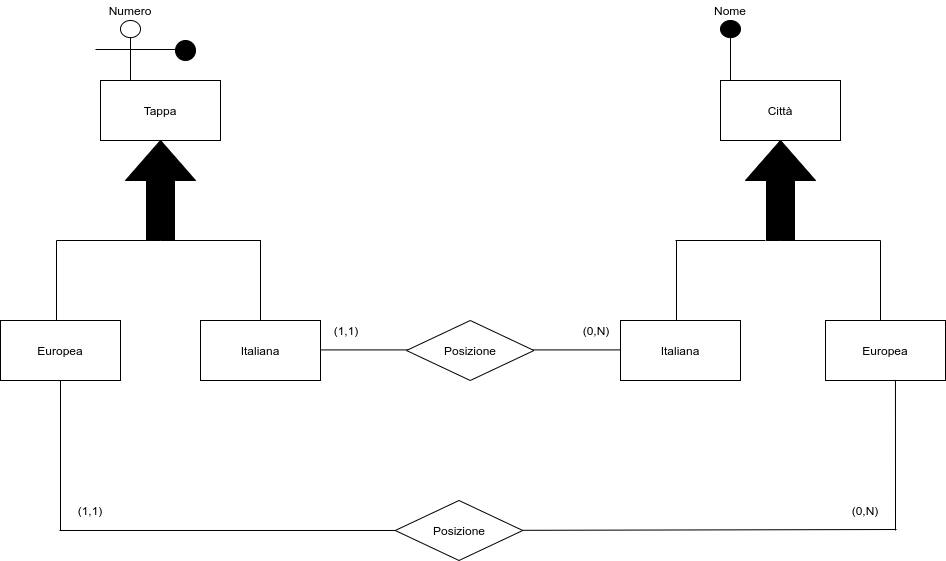 Numero
Nome
Tappa
Città
(1,1)
(0,N)
Europea
Italiana
Posizione
Italiana
Europea
(1,1)
(0,N)
Posizione